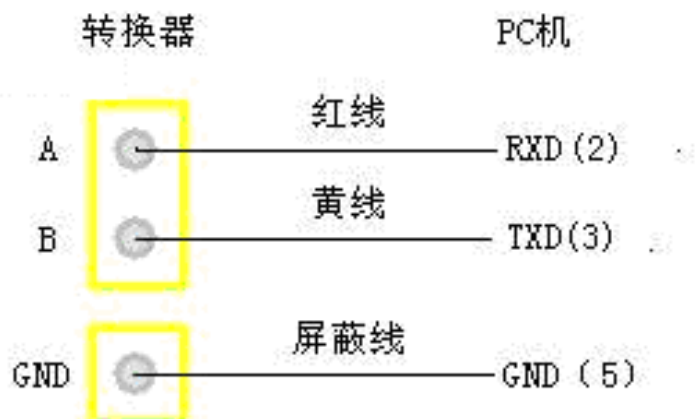 转换器 PC机
红线
A RXD(2)
黄线
B TXD(3)
屏蔽线
GND GND（5）